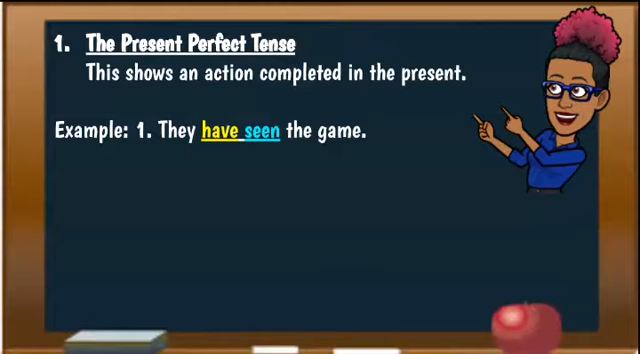 1. The Present Perfect Tense
This shows an action completed in the present.
Example: 1. They have seen the game.